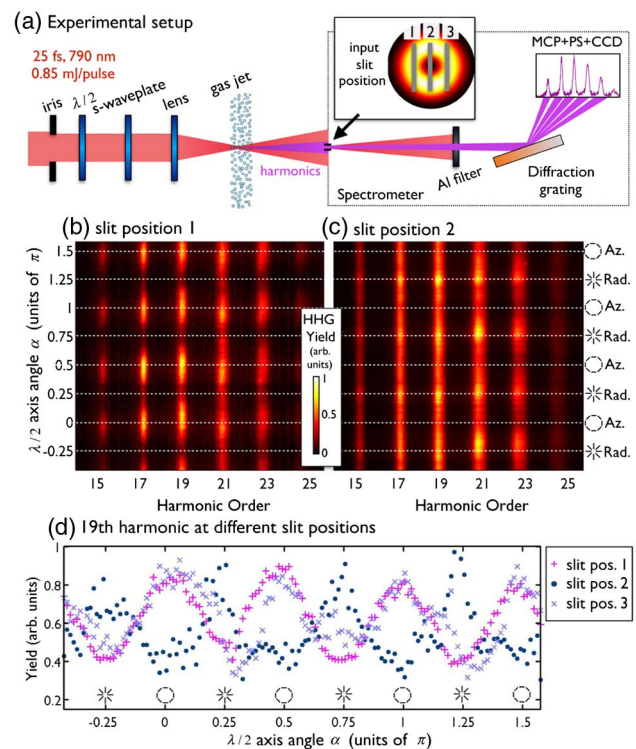 (a) Experimental setup
25 fs, 790 nm
0.85 mJ/pulse
iris
λ/2
s-waveplate
lens
gas jet
harmonics
input
slit
position
1 2 3
MCP+PS+CCD
Spectrometer
Al filter
Diffraction
grating
(b) slit position 1
(c) slit position 2
λ/2 axis angle α (units of π)
1.5
1.25
1
0.75
0.5
0.25
0
-0.25
HHG
Yield
(arb.
units)
1
0.5
0
Az.
Rad.
Az.
Rad.
Az.
Rad.
Az.
Rad.
15 17 19 21 23 25
Harmonic Order
15 17 19 21 23 25
Harmonic Order
(d) 19th harmonic at different slit positions
Yield (arb. units)
1
0.8
0.6
0.4
0.2
-0.25 0 0.25 0.5 0.75 1 1.25 1.5
λ/2 axis angle α (units of π)
slit pos. 1
slit pos. 2
slit pos. 3